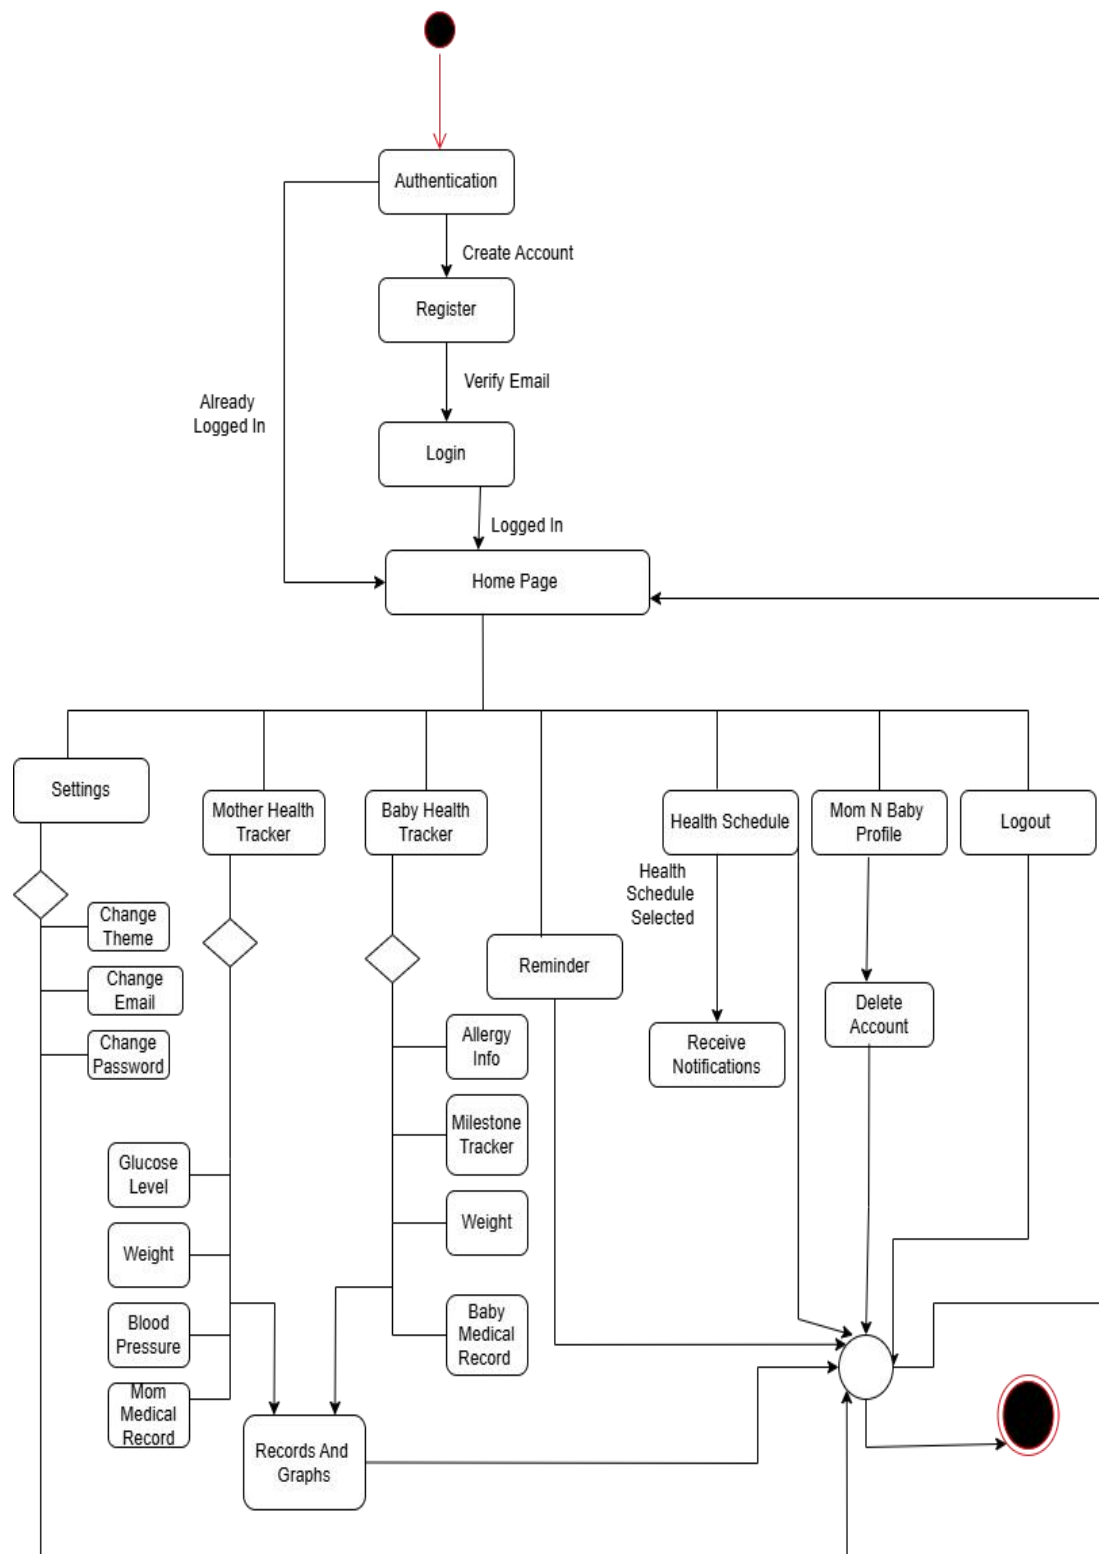 Authentication
Create Account
Register
Verify Email
Already
Logged In
Login
Logged In
Home Page
Settings
Mother Health
Tracker
Baby Health
Tracker
Health Schedule
Mom N Baby
Profile
Logout
Health
Schedule
Selected
Change
Theme
Reminder
Change
Email
Delete
Account
Change
Password
Allergy
Info
Receive
Notifications
Milestone
Tracker
Glucose
Level
Weight
Weight
Blood
Pressure
Baby
Medical
Record
Mom
Medical
Record
Records And
Graphs